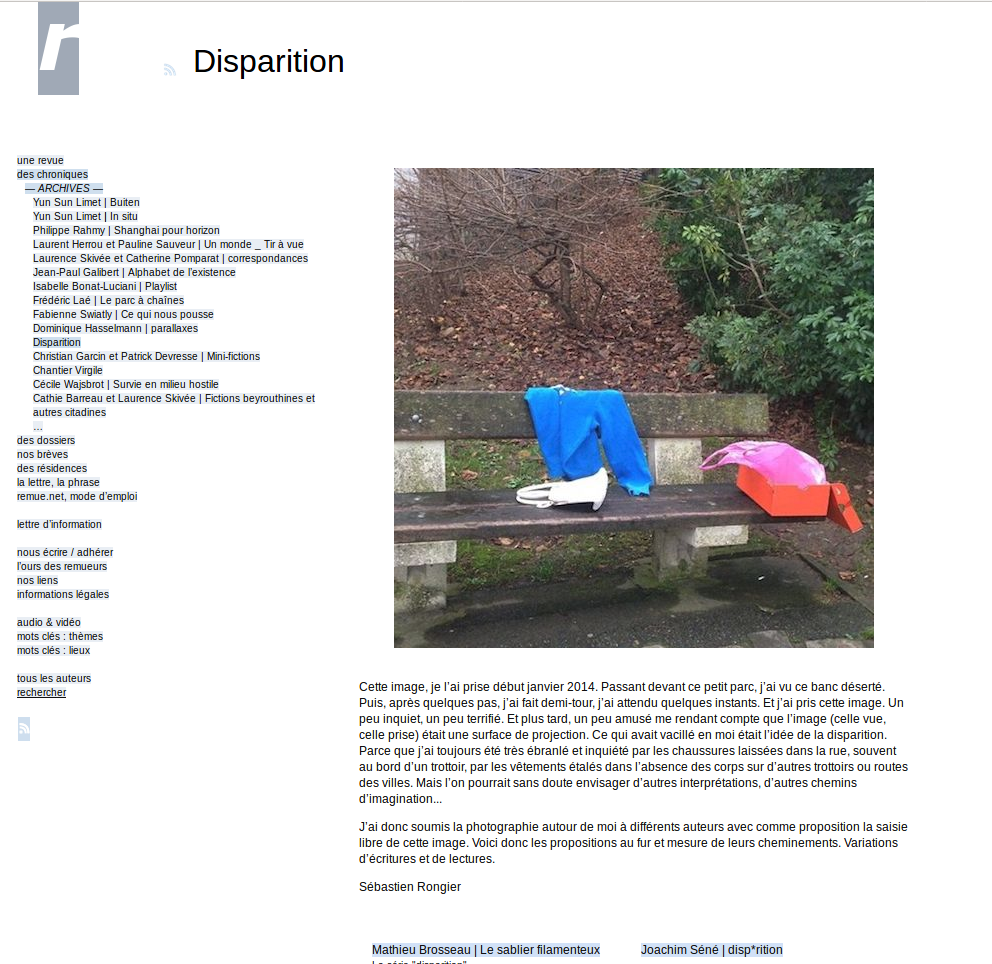 r
Disparition
une revue
des chroniques
— ARCHIVES —
Yun Sun Limet | Buiten
Yun Sun Limet | In situ
Philippe Rahmy | Shanghai pour horizon
Laurent Herrou et Pauline Sauveur | Un monde _ Tir à vue
Laurence Skivée et Catherine Pomparat | correspondances
Jean-Paul Galibert | Alphabet de l'existence
Isabelle Bonat-Luciani | Playlist
Frédéric Laé | Le parc à chaînes
Fabienne Swiatly | Ce qui nous pousse
Dominique Hasselmann | parallaxes
Disparition
Christian Garcin et Patrick Devresse | Mini-fictions
Chantier Virgile
Cécile Wajsbrot | Survie en milieu hostile
Cathie Barreau et Laurence Skivée | Fictions beyrouthines et
autres citadines
...
des dossiers
nos brèves
des résidences
la lettre, la phrase
remue.net, mode d'emploi
lettre d'information
nous écrire / adhérer
l'ours des remueurs
nos liens
informations légales
audio & vidéo
mots clés : thèmes
mots clés : lieux
tous les auteurs
rechercher
Cette image, je l'ai prise début janvier 2014. Passant devant ce petit parc, j'ai vu ce banc déserté.
Puis, après quelques pas, j'ai fait demi-tour, j'ai attendu quelques instants. Et j'ai pris cette image. Un
peu inquiet, un peu terrifié. Et plus tard, un peu amusé me rendant compte que l'image (celle vue,
celle prise) était une surface de projection. Ce qui avait vacillé en moi était l'idée de la disparition.
Parce que j'ai toujours été très ébranlé et inquiété par les chaussures laissées dans la rue, souvent
au bord d'un trottoir, par les vêtements étalés dans l'absence des corps sur d'autres trottoirs ou routes
des villes. Mais l'on pourrait sans doute envisager d'autres interprétations, d'autres chemins
d'imagination...
J'ai donc soumis la photographie autour de moi à différents auteurs avec comme proposition la saisie
libre de cette image. Voici donc les propositions au fur et mesure de leurs cheminements. Variations
d'écritures et de lectures.
Sébastien Rongier
Mathieu Brosseau | Le sablier filamenteux
Joachim Séné | disp*rition
La série "disparition"